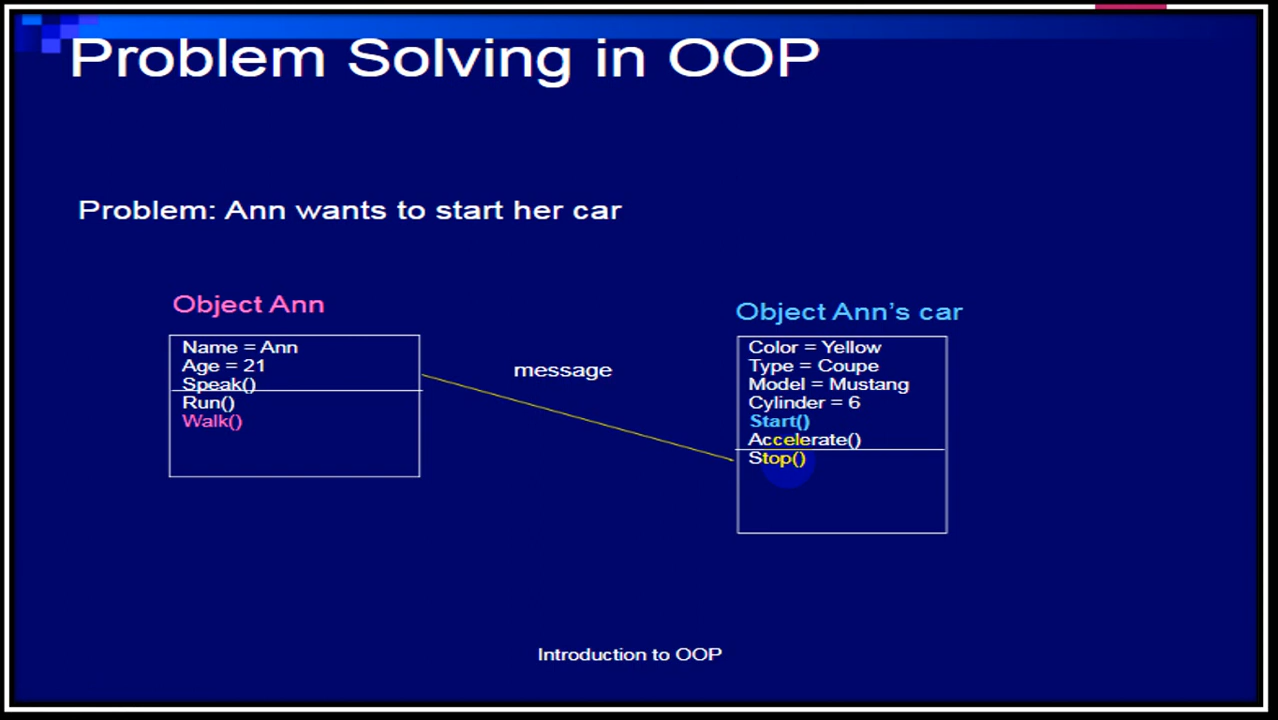 Problem Solving in OOP
Problem: Ann wants to start her car
Object Ann
Name = Ann
Age = 21
Speak()
Run()
Walk()
message
Object Ann's car
Color = Yellow
Type = Coupe
Model = Mustang
Cylinder = 6
Start()
Accelerate()
Stop()
Introduction to OOP